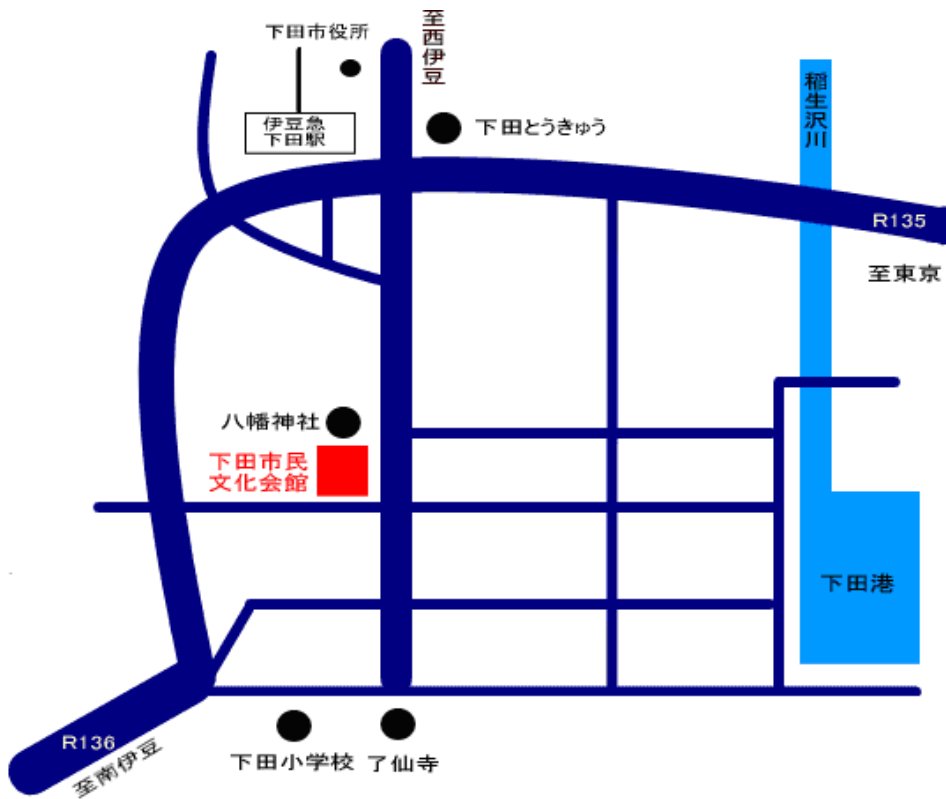 下田市役所
至西伊豆
伊豆急
下田駅
下田とうきゅう
稲生沢川
R135
至東京
八幡神社
下田市民
文化会館
下田港
R136
至南伊豆
下田小学校
了仙寺